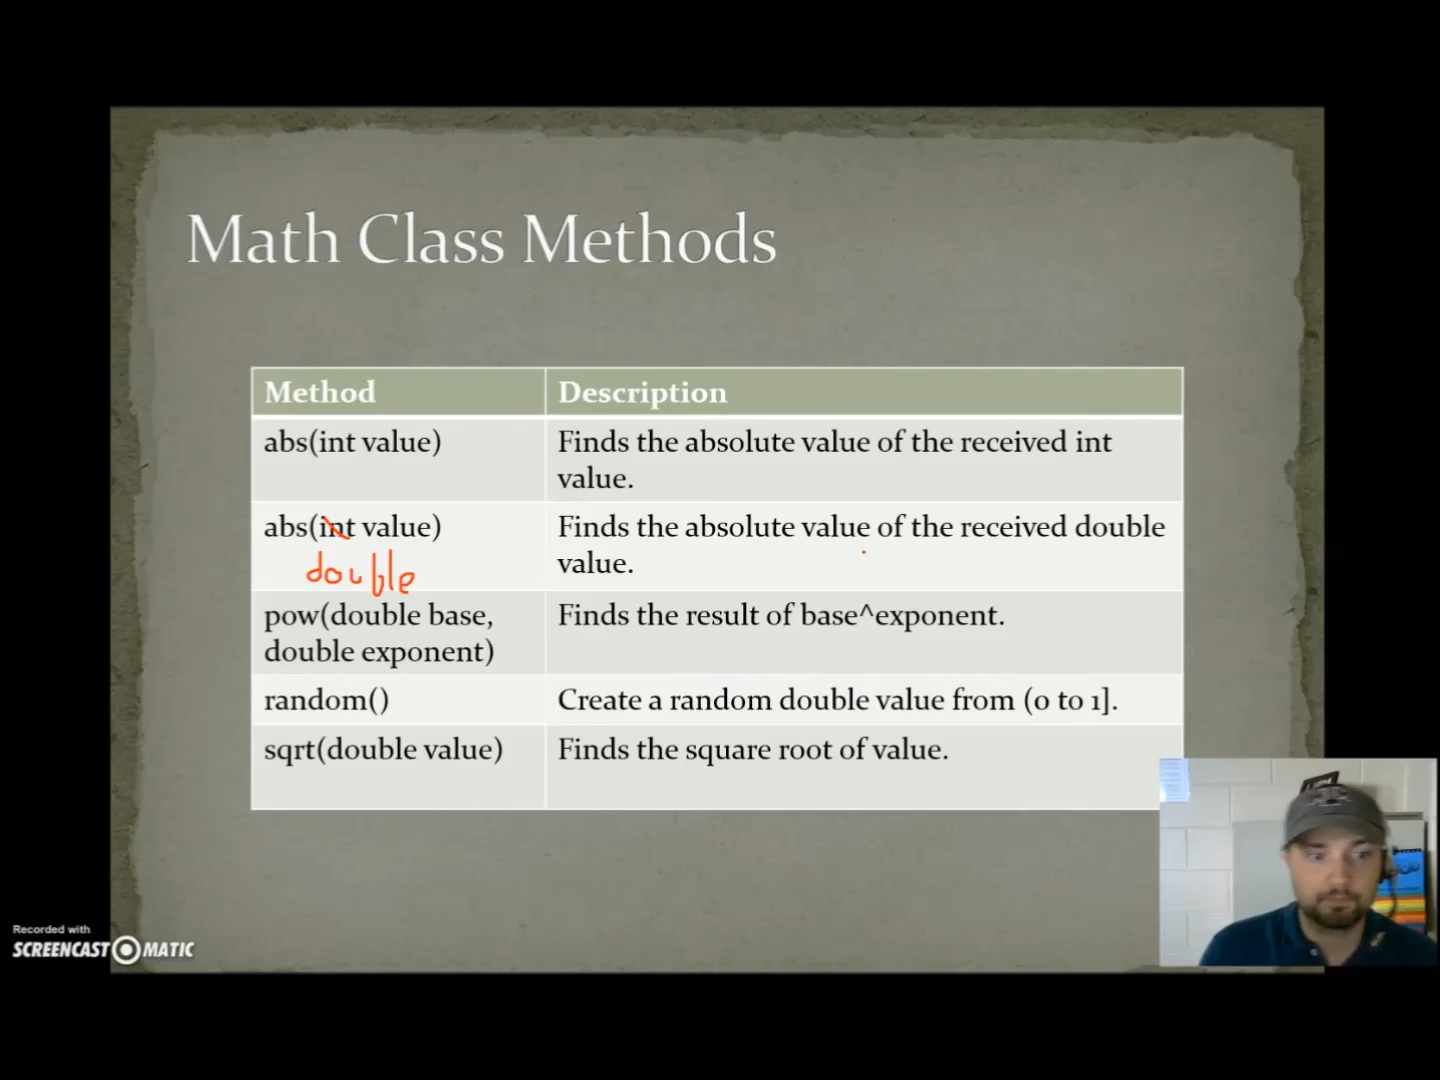 Math Class Methods
Method Description
abs(int value) Finds the absolute value of the received int
value.
abs(int value) Finds the absolute value of the received double
double value.
pow(double base, Finds the result of base^exponent.
double exponent)
random() Create a random double value from (0 to 1].
sqrt(double value) Finds the square root of value.
Recorded with
SCREENCAST-O-MATIC